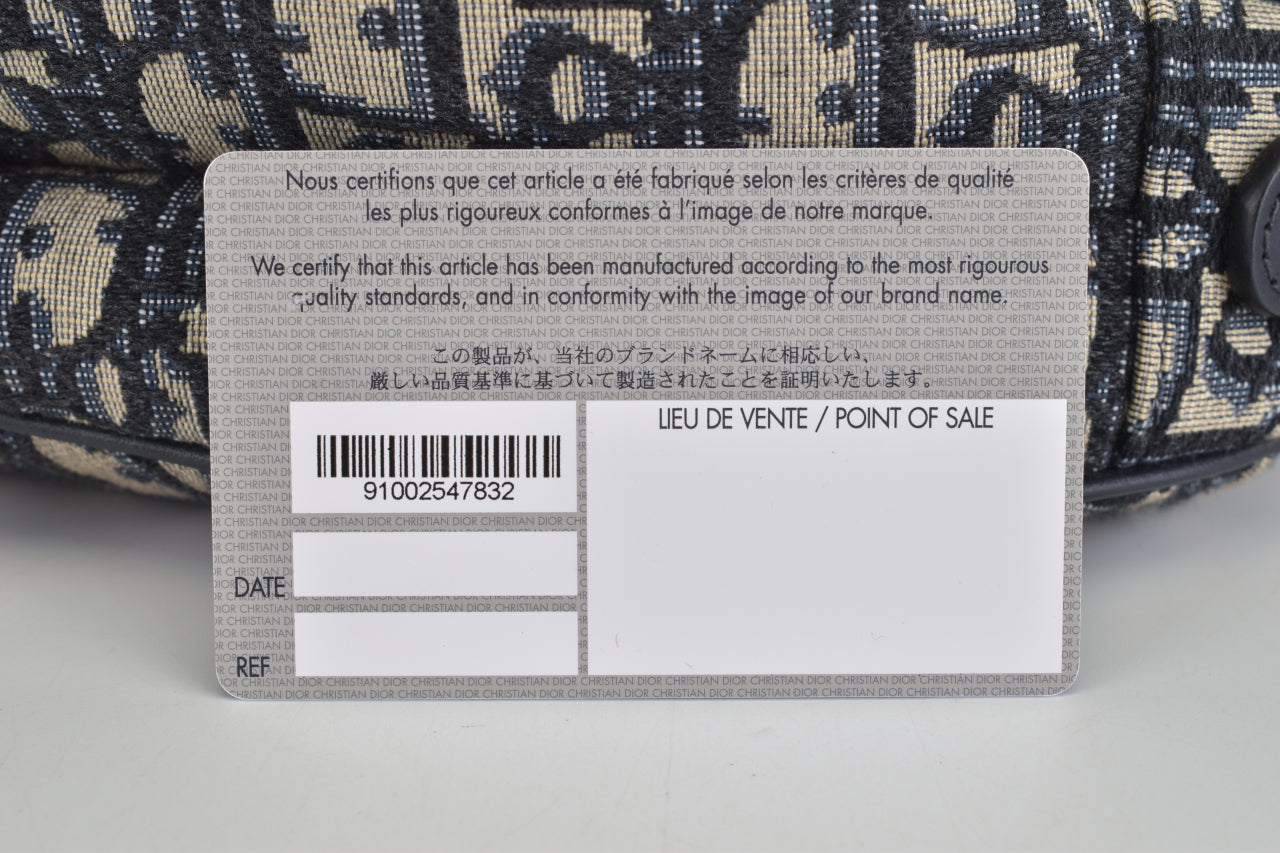 Nous certifions que cet article a été fabriqué selon les critères de qualité
les plus rigoureux conformes à l'image de notre marque.
We certify that this article has been manufactured according to the most rigourous
quality standards, and in conformity with the image of our brand name.
この製品が、当社のブランドネームに相応しい、
厳しい品質基準に基づいて製造されたことを証明いたします。
LIEU DE VENTE / POINT OF SALE
91002547832
DATE
REF